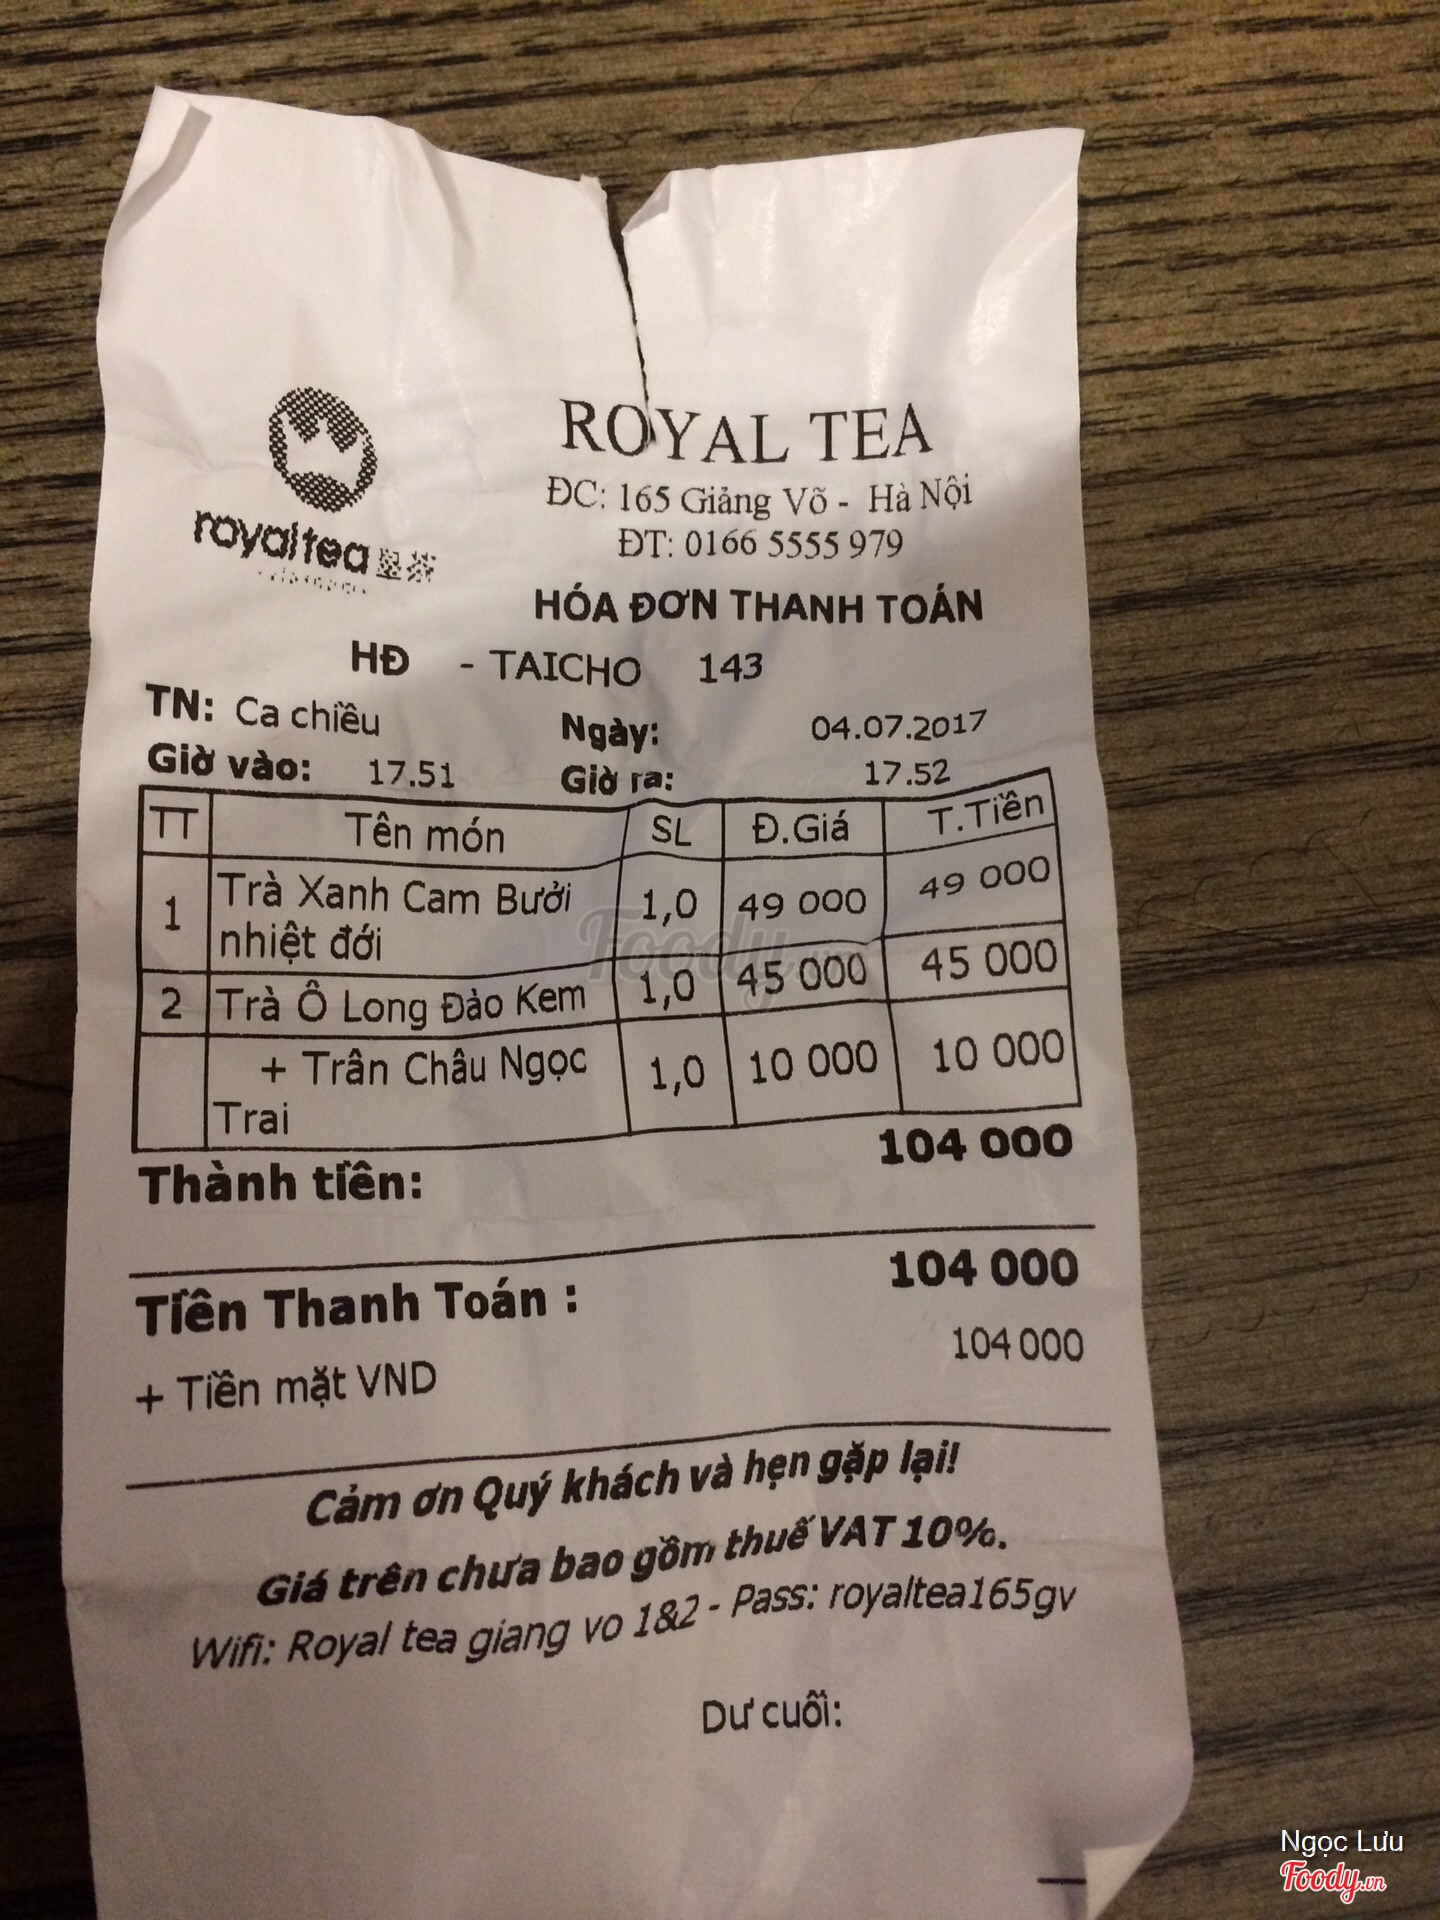 royaltea 皇茶
ROYAL TEA
ĐC: 165 Giảng Võ - Hà Nội
ĐT: 0166 5555 979
HÓA ĐƠN THANH TOÁN
HĐ - TAICHO 143
TN: Ca chiều Ngày: 04.07.2017
Giờ vào: 17.51 Giờ ra: 17.52
TT Tên món SL Đ.Giá T.Tiền
1 Trà Xanh Cam Bưởi nhiệt đới 1,0 49 000 49 000
2 Trà Ô Long Đào Kem 1,0 45 000 45 000
+ Trân Châu Ngọc Trai 1,0 10 000 10 000
Thành tiền: 104 000
Tiền Thanh Toán : 104 000
+ Tiền mặt VND 104 000
Cảm ơn Quý khách và hẹn gặp lại!
Giá trên chưa bao gồm thuế VAT 10%.
Wifi: Royal tea giang vo 1&2 - Pass: royaltea165gv
Dư cuối:
Foody.vn
Ngọc Lưu
Foody.vn